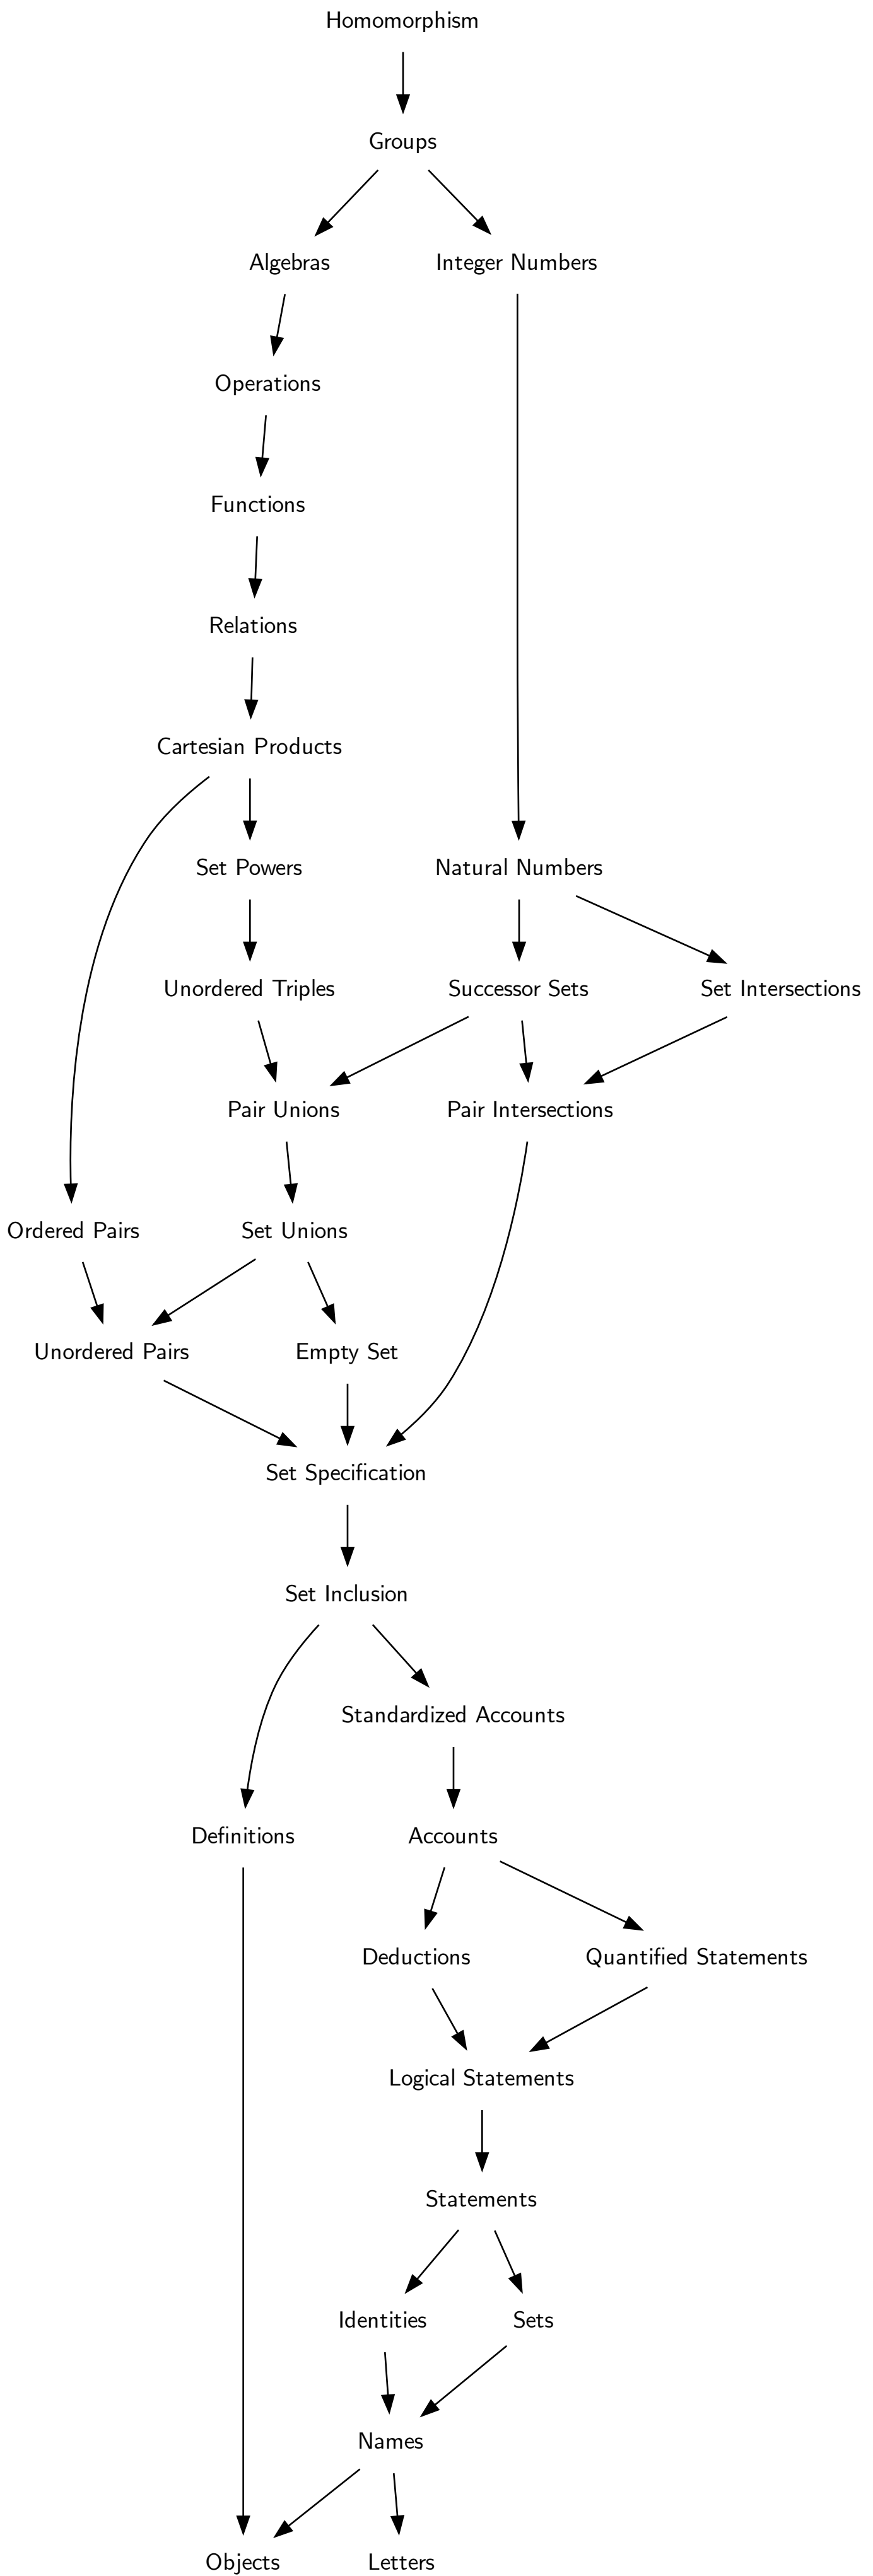 Homomorphism
Groups
Algebras
Integer Numbers
Operations
Functions
Relations
Cartesian Products
Set Powers
Natural Numbers
Unordered Triples
Successor Sets
Set Intersections
Pair Unions
Pair Intersections
Ordered Pairs
Set Unions
Unordered Pairs
Empty Set
Set Specification
Set Inclusion
Standardized Accounts
Definitions
Accounts
Deductions
Quantified Statements
Logical Statements
Statements
Identities
Sets
Names
Objects
Letters